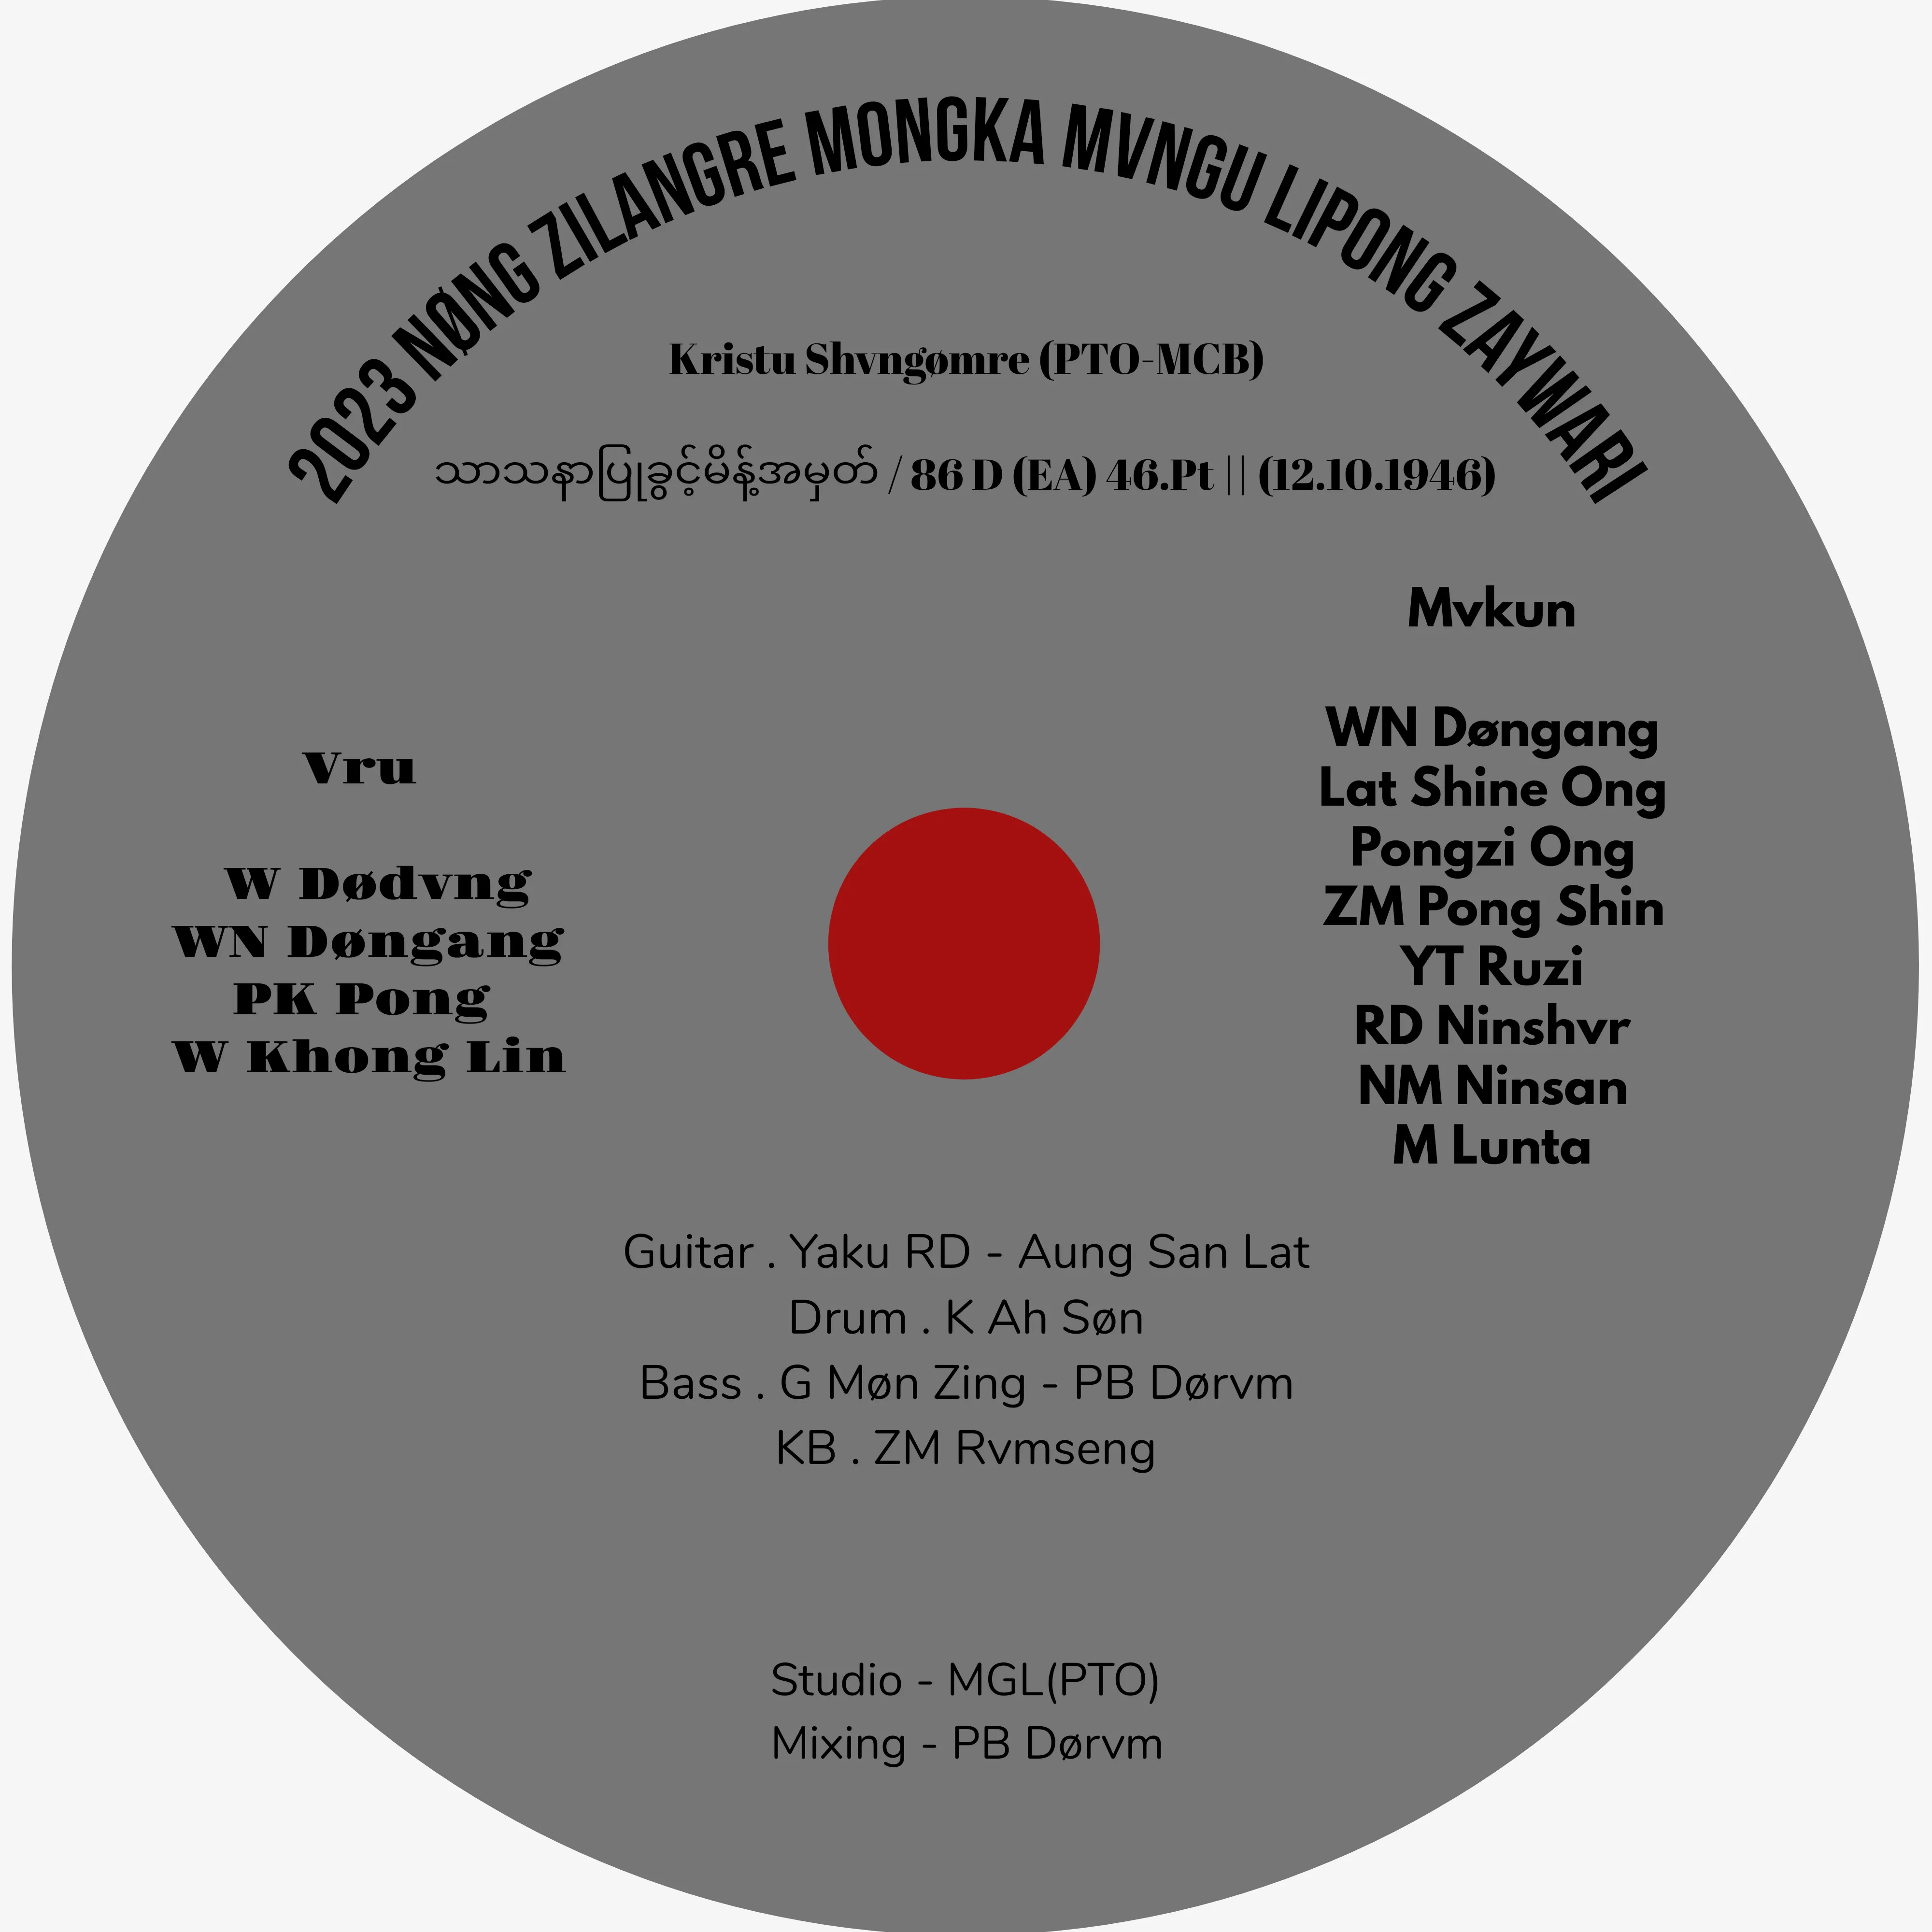 2023 NØNG ZILANGRE MONGKA MVNGU LIPONG ZAYWARI
Kristu Shvngømre (PTO-MCB)
သာသနာပြုခွင့်မိန့်အမှတ် / 86 D (EA) 46.Pt || (12.10.1946)
Vru
W Dødvng
WN Døngang
PK Pong
W Khong Lin
Mvkun
WN Døngang
Lat Shine Ong
Pongzi Ong
ZM Pong Shin
YT Ruzi
RD Ninshvr
NM Ninsan
M Lunta
Guitar . Yaku RD - Aung San Lat
Drum . K Ah Søn
Bass . G Møn Zing - PB Dørvm
KB . ZM Rvmseng
Studio - MGL(PTO)
Mixing - PB Dørvm